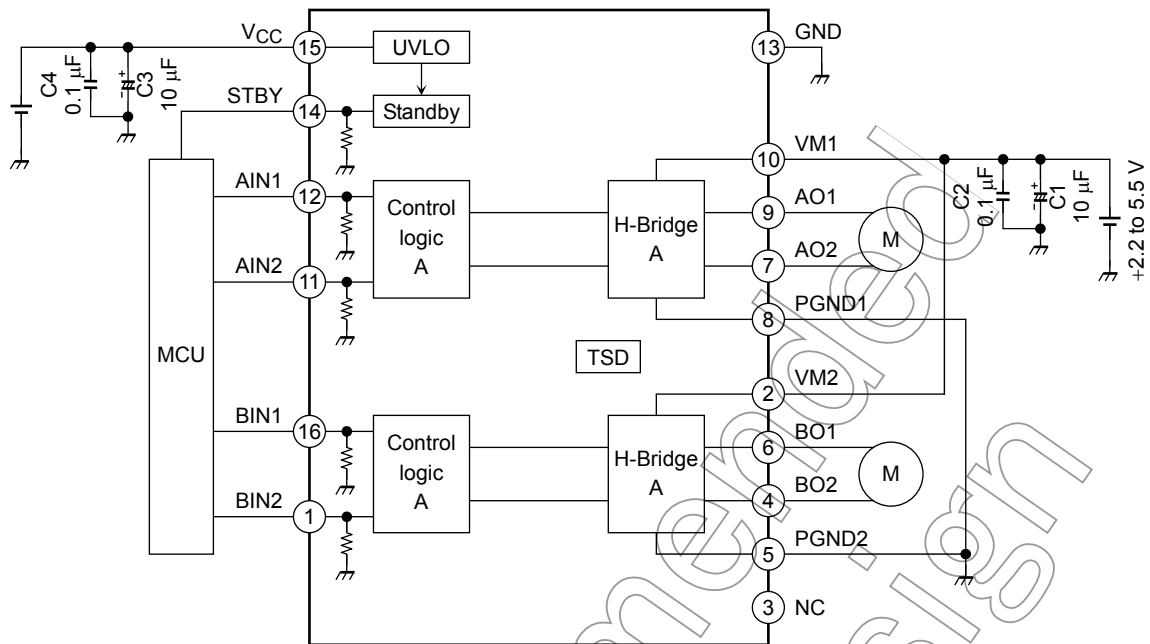 VCC
15
UVLO
C4
0.1 µF
C3
10 µF
STBY
14
Standby
13
GND
MCU
AIN1
12
AIN2
11
Control
logic
A
H-Bridge
A
10
VM1
9
AO1
7
AO2
M
8
PGND1
C2
0.1 µF
C1
10 µF
+2.2 to 5.5 V
TSD
BIN1
16
BIN2
1
Control
logic
A
H-Bridge
A
2
VM2
6
BO1
4
BO2
M
5
PGND2
3
NC